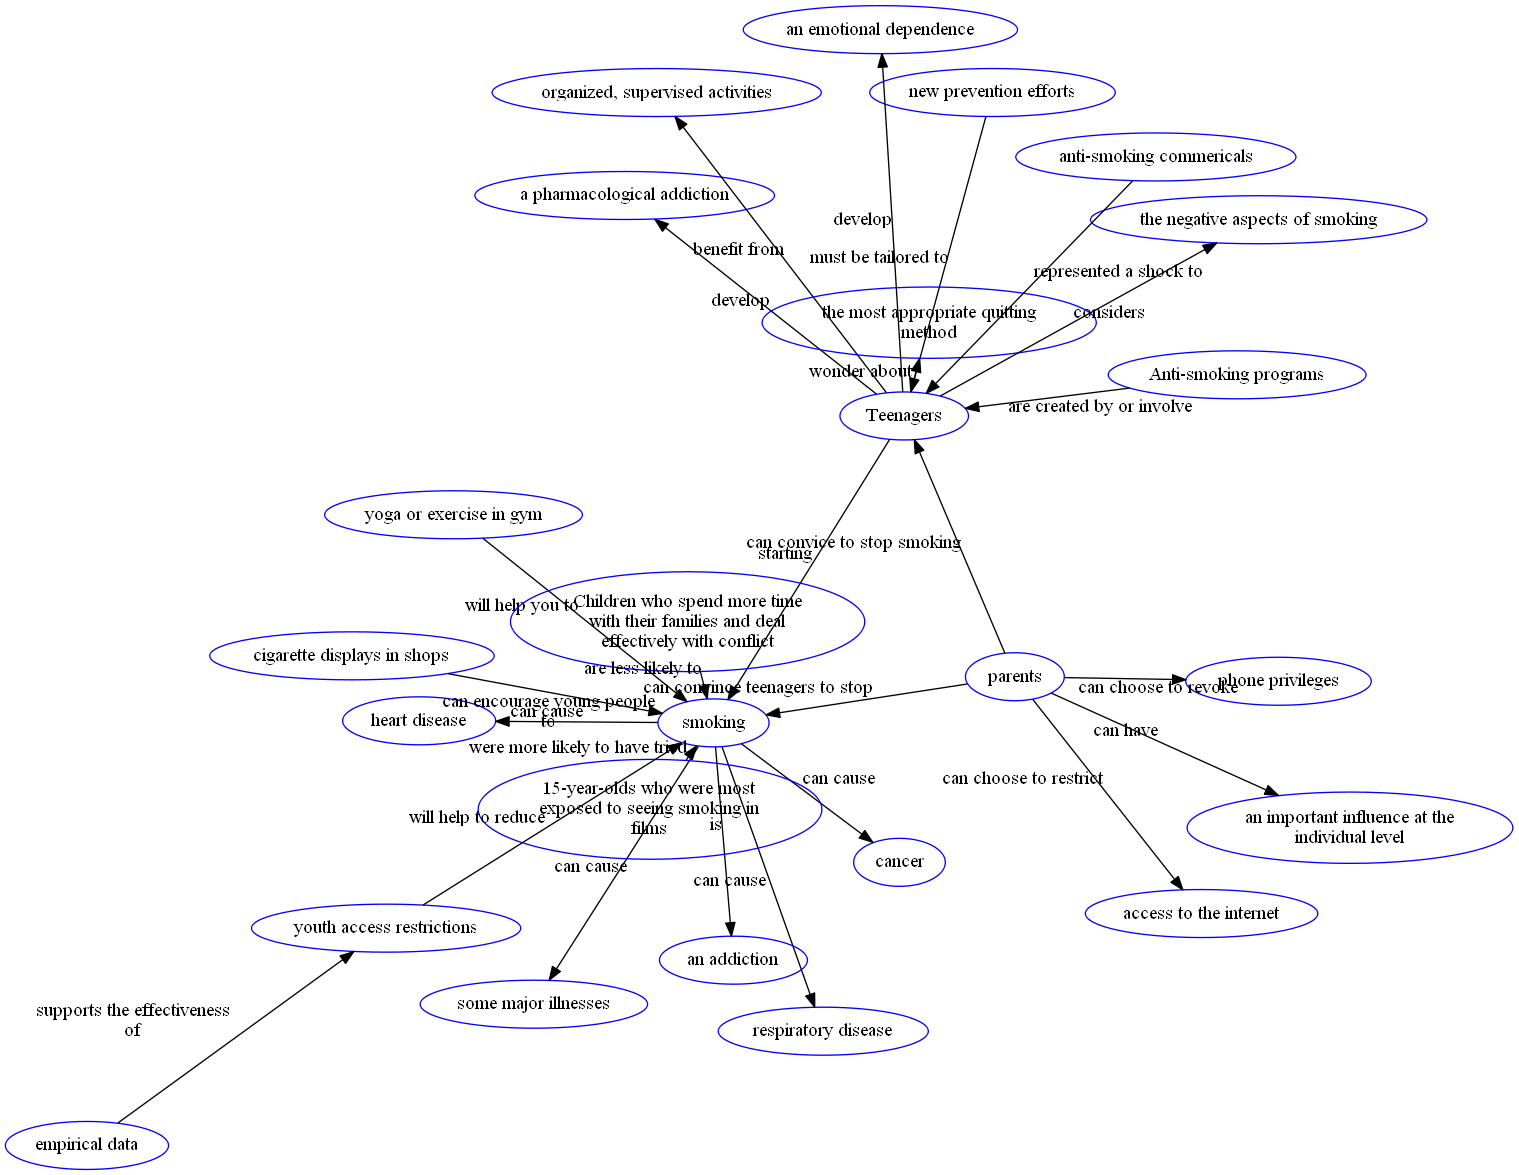 an emotional dependence
organized, supervised activities
new prevention efforts
anti-smoking commericals
a pharmacological addiction
the negative aspects of smoking
develop
benefit from
must be tailored to
represented a shock to
develop
considers
the most appropriate quitting
method
wonder about
Anti-smoking programs
are created by or involve
Teenagers
yoga or exercise in gym
can convice to stop smoking
starting
will help you to
Children who spend more time
with their families and deal
effectively with conflict
cigarette displays in shops
are less likely to
parents
can convince teenagers to stop
phone privileges
can choose to revoke
can encourage young people
to
can cause
heart disease
smoking
can have
were more likely to have tried
can cause
can choose to restrict
15-year-olds who were most
exposed to seeing smoking in
films
is
will help to reduce
an important influence at the
individual level
cancer
can cause
can cause
access to the internet
youth access restrictions
an addiction
some major illnesses
respiratory disease
supports the effectiveness
of
empirical data